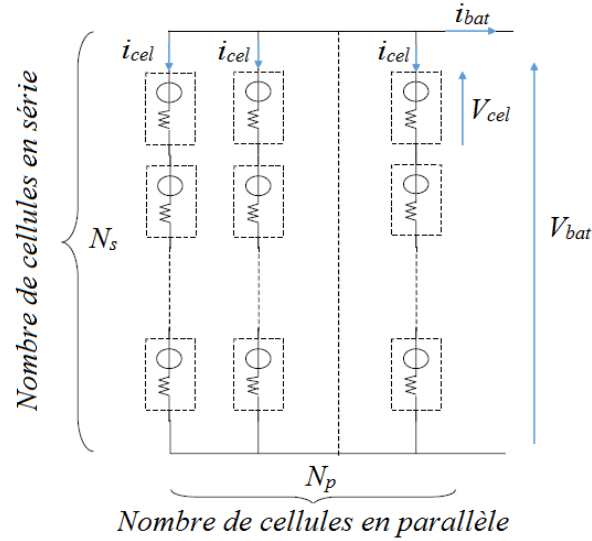 i_bat
i_cel
i_cel
i_cel
V_cel
Nombre de cellules en série
N_s
V_bat
N_p
Nombre de cellules en parallèle